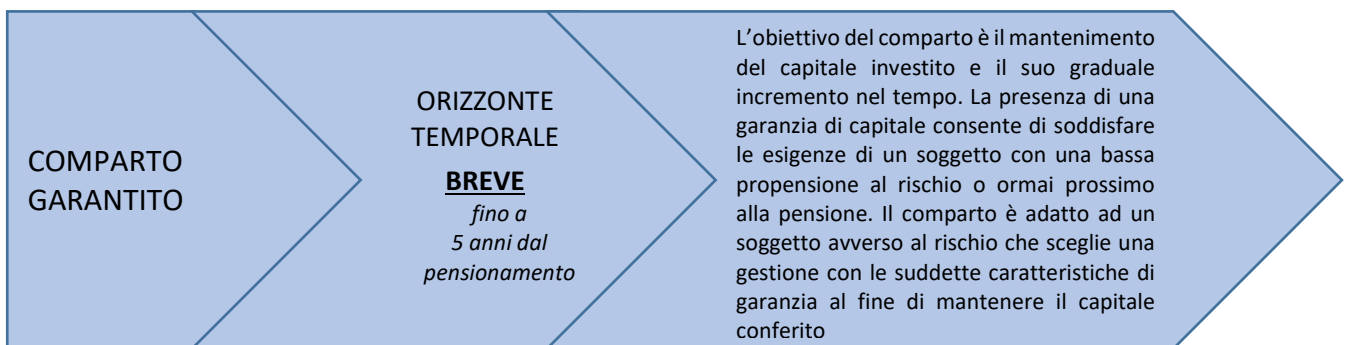 COMPARTO
GARANTITO
ORIZZONTE
TEMPORALE
BREVE
fino a
5 anni dal
pensionamento
L’obiettivo del comparto è il mantenimento
del capitale investito e il suo graduale
incremento nel tempo. La presenza di una
garanzia di capitale consente di soddisfare
le esigenze di un soggetto con una bassa
propensione al rischio o ormai prossimo
alla pensione. Il comparto è adatto ad un
soggetto avverso al rischio che sceglie una
gestione con le suddette caratteristiche di
garanzia al fine di mantenere il capitale
conferito